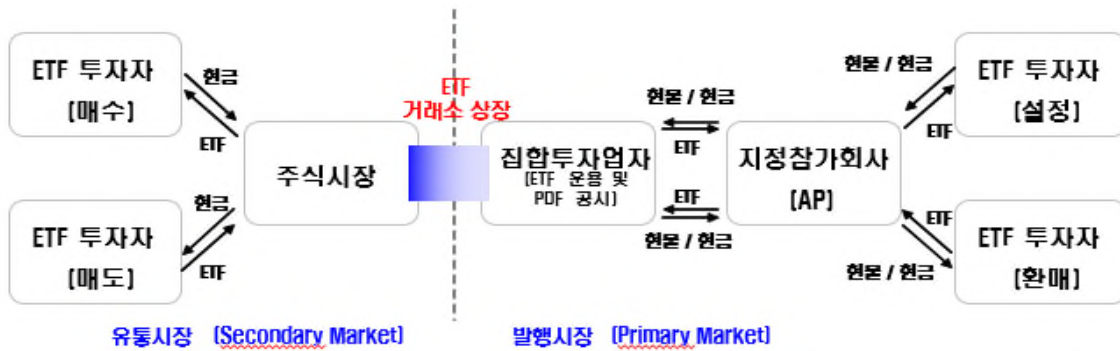 ETF 투자자
[매수]
현금
ETF
ETF 투자자
[매도]
현금
ETF
주식시장
ETF
거래소 상장
집합투자업자
[ETF 운용 및
PDF 공시]
현물 / 현금
ETF
ETF
현물 / 현금
지정참가회사
[AP]
현물 / 현금
ETF
ETF 투자자
[설정]
ETF
현물 / 현금
ETF 투자자
[환매]
유통시장 [Secondary Market]
발행시장 [Primary Market]